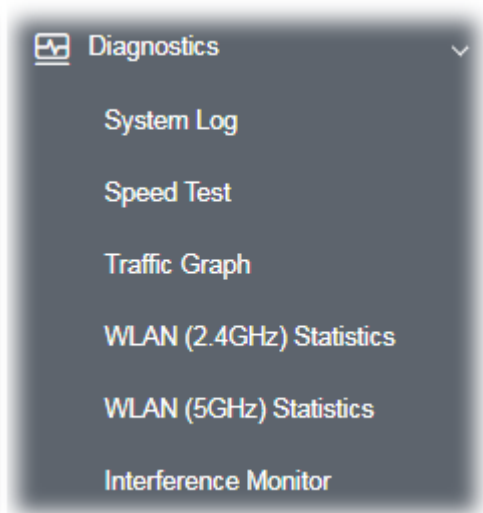 Diagnostics
System Log
Speed Test
Traffic Graph
WLAN (2.4GHz) Statistics
WLAN (5GHz) Statistics
Interference Monitor